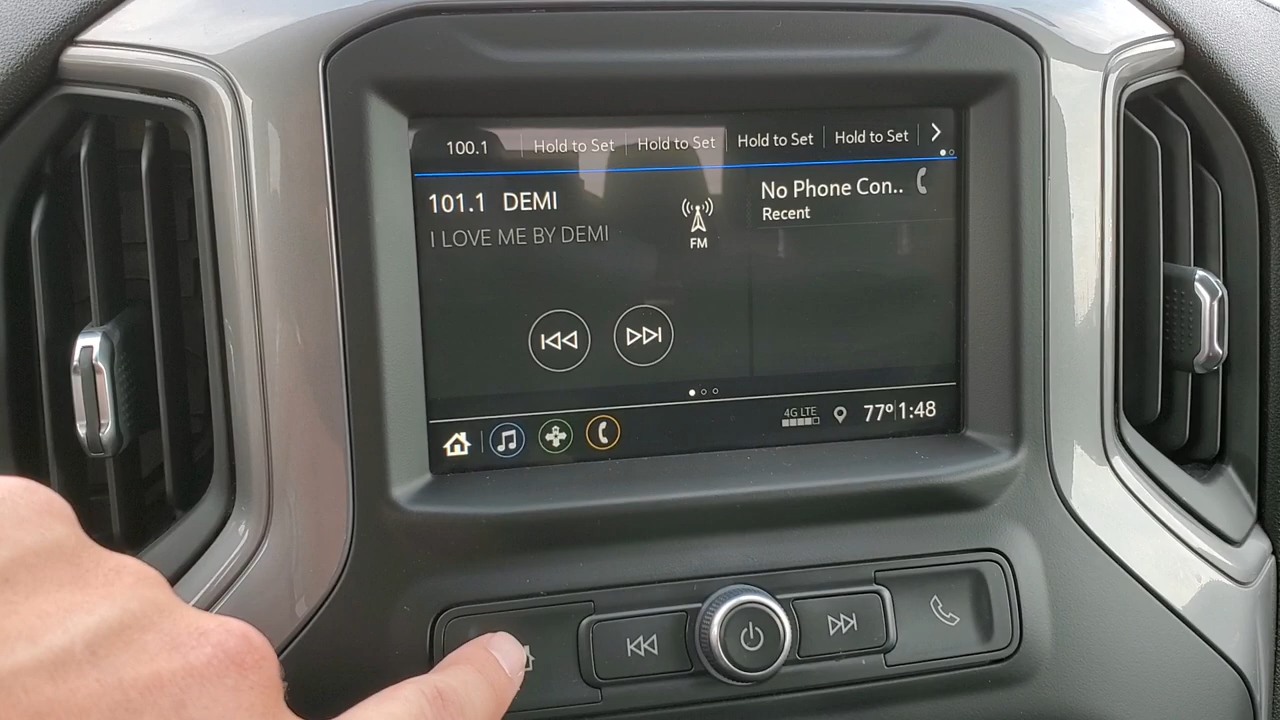 100.1 Hold to Set Hold to Set Hold to Set Hold to Set
101.1 DEMI
I LOVE ME BY DEMI
FM
No Phone Con..
Recent
4G LTE
77° 1:48